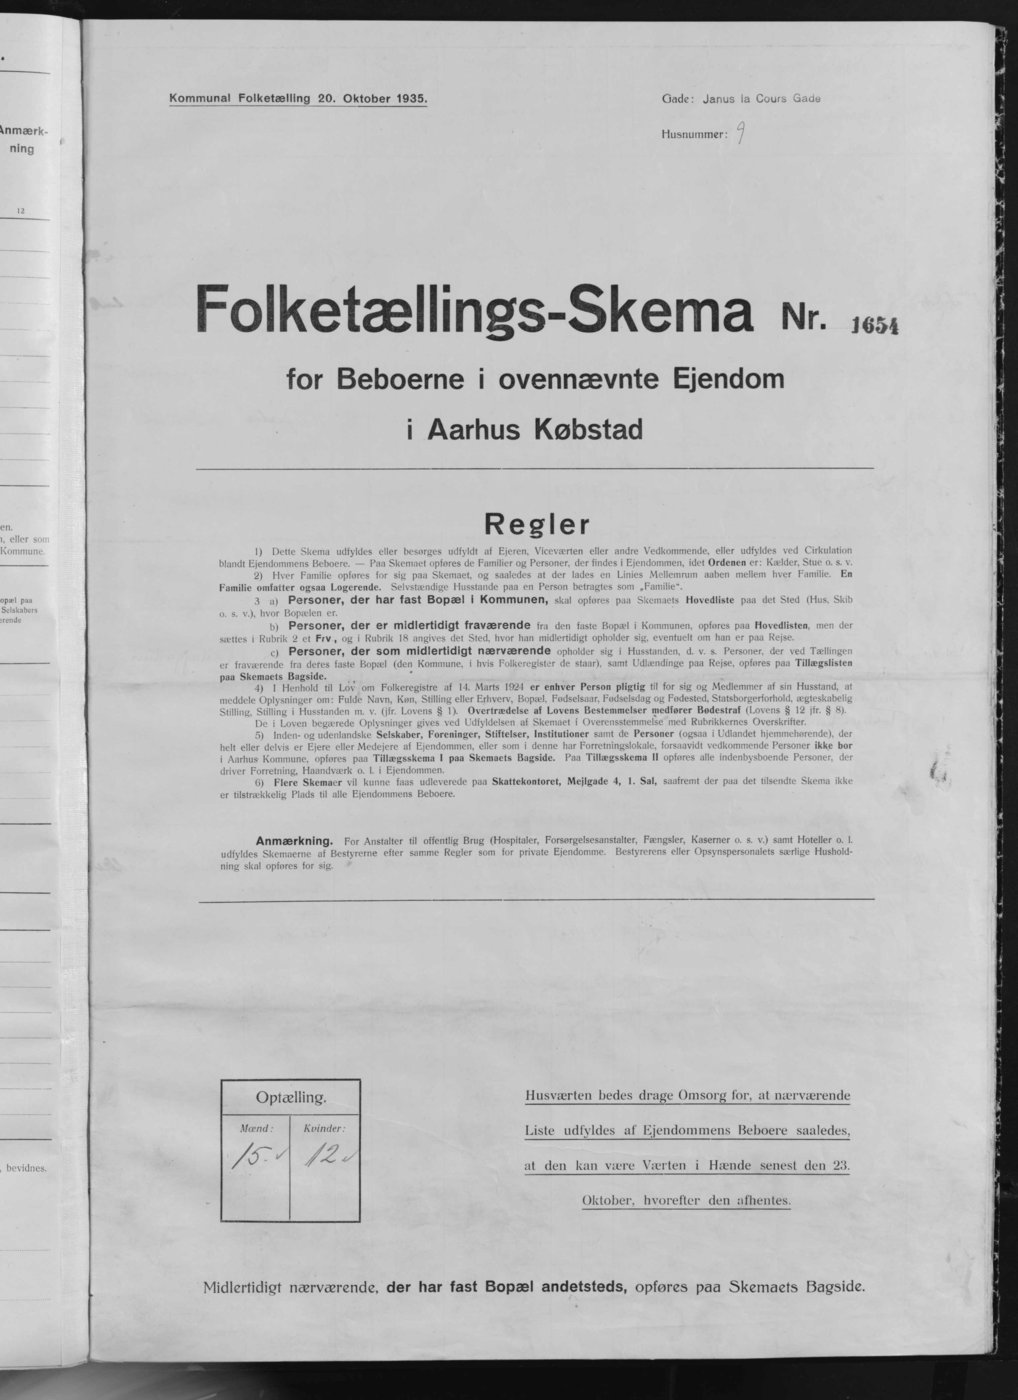 .
Anmærk-
ning
12
en.
n, eller som
Kommune.
opæl paa
Selskabers
erende
, bevidnes.
Kommunal Folketælling 20. Oktober 1935.
Gade: Janus la Cours Gade
Husnummer: 9
Folketællings-Skema Nr. 1654
for Beboerne i ovennævnte Ejendom
i Aarhus Købstad
Regler
1) Dette Skema udfyldes eller besørges udfyldt af Ejeren, Viceværten eller andre Vedkommende, eller udfyldes ved Cirkulation
blandt Ejendommens Beboere. — Paa Skemaet opføres de Familier og Personer, der findes i Ejendommen, idet Ordenen er: Kælder, Stue o. s. v.
2) Hver Familie opføres for sig paa Skemaet, og saaledes at der lades en Linies Mellemrum aaben mellem hver Familie. En
Familie omfatter ogsaa Logerende. Selvstændige Husstande paa en Person betragtes som „Familie“.
3 a) Personer, der har fast Bopæl i Kommunen, skal opføres paa Skemaets Hovedliste paa det Sted (Hus, Skib
o. s. v.), hvor Bopælen er.
b) Personer, der er midlertidigt fraværende fra den faste Bopæl i Kommunen, opføres paa Hovedlisten, men der
sættes i Rubrik 2 et Frv., og i Rubrik 18 angives det Sted, hvor han midlertidigt opholder sig, eventuelt om han er paa Rejse.
c) Personer, der som midlertidigt nærværende opholder sig i Husstanden, d. v. s. Personer, der ved Tællingen
er fraværende fra deres faste Bopæl (den Kommune, i hvis Folkeregister de staar), samt Udlændinge paa Rejse, opføres paa Tillægslisten
paa Skemaets Bagside.
4) I Henhold til Lov om Folkeregistre af 14. Marts 1924 er enhver Person pligtig til for sig og Medlemmer af sin Husstand, at
meddele Oplysninger om: Fulde Navn, Køn, Stilling eller Erhverv, Bopæl, Fødselsaar, Fødselsdag og Fødested, Statsborgerforhold, ægteskabelig
Stilling, Stilling i Husstanden m. v. (jfr. Lovens § 1). Overtrædelse af Lovens Bestemmelser medfører Bødestraf (Lovens § 12 jfr. § 8).
De i Loven begærede Oplysninger gives ved Udfyldelsen af Skemaet i Overensstemmelse med Rubrikkernes Overskrifter.
5) Inden- og udenlandske Selskaber, Foreninger, Stiftelser, Institutioner samt de Personer (ogsaa i Udlandet hjemmehørende), der
helt eller delvis er Ejere eller Medejere af Ejendommen, eller som i denne har Forretningslokale, forsaavidt vedkommende Personer ikke bor
i Aarhus Kommune, opføres paa Tillægsskema I paa Skemaets Bagside. Paa Tillægsskema II opføres alle indenbysboende Personer, der
driver Forretning, Haandværk o. l. i Ejendommen.
6) Flere Skemaer vil kunne faas udleverede paa Skattekontoret, Mejlgade 4, 1. Sal, saafremt der paa det tilsendte Skema ikke
er tilstrækkelig Plads til alle Ejendommens Beboere.
Anmærkning. For Anstalter til offentlig Brug (Hospitaler, Forsørgelsesanstalter, Fængsler, Kaserner o. s. v.) samt Hoteller o. l.
udfyldes Skemaerne af Bestyrerne efter samme Regler som for private Ejendomme. Bestyrerens eller Opsynspersonalets særlige Hushold-
ning skal opføres for sig.
Optælling.
Mænd: Kvinder:
15. 12
Husværten bedes drage Omsorg for, at nærværende
Liste udfyldes af Ejendommens Beboere saaledes,
at den kan være Værten i Hænde senest den 23.
Oktober, hvorefter den afhentes.
Midlertidigt nærværende, der har fast Bopæl andetsteds, opføres paa Skemaets Bagside.